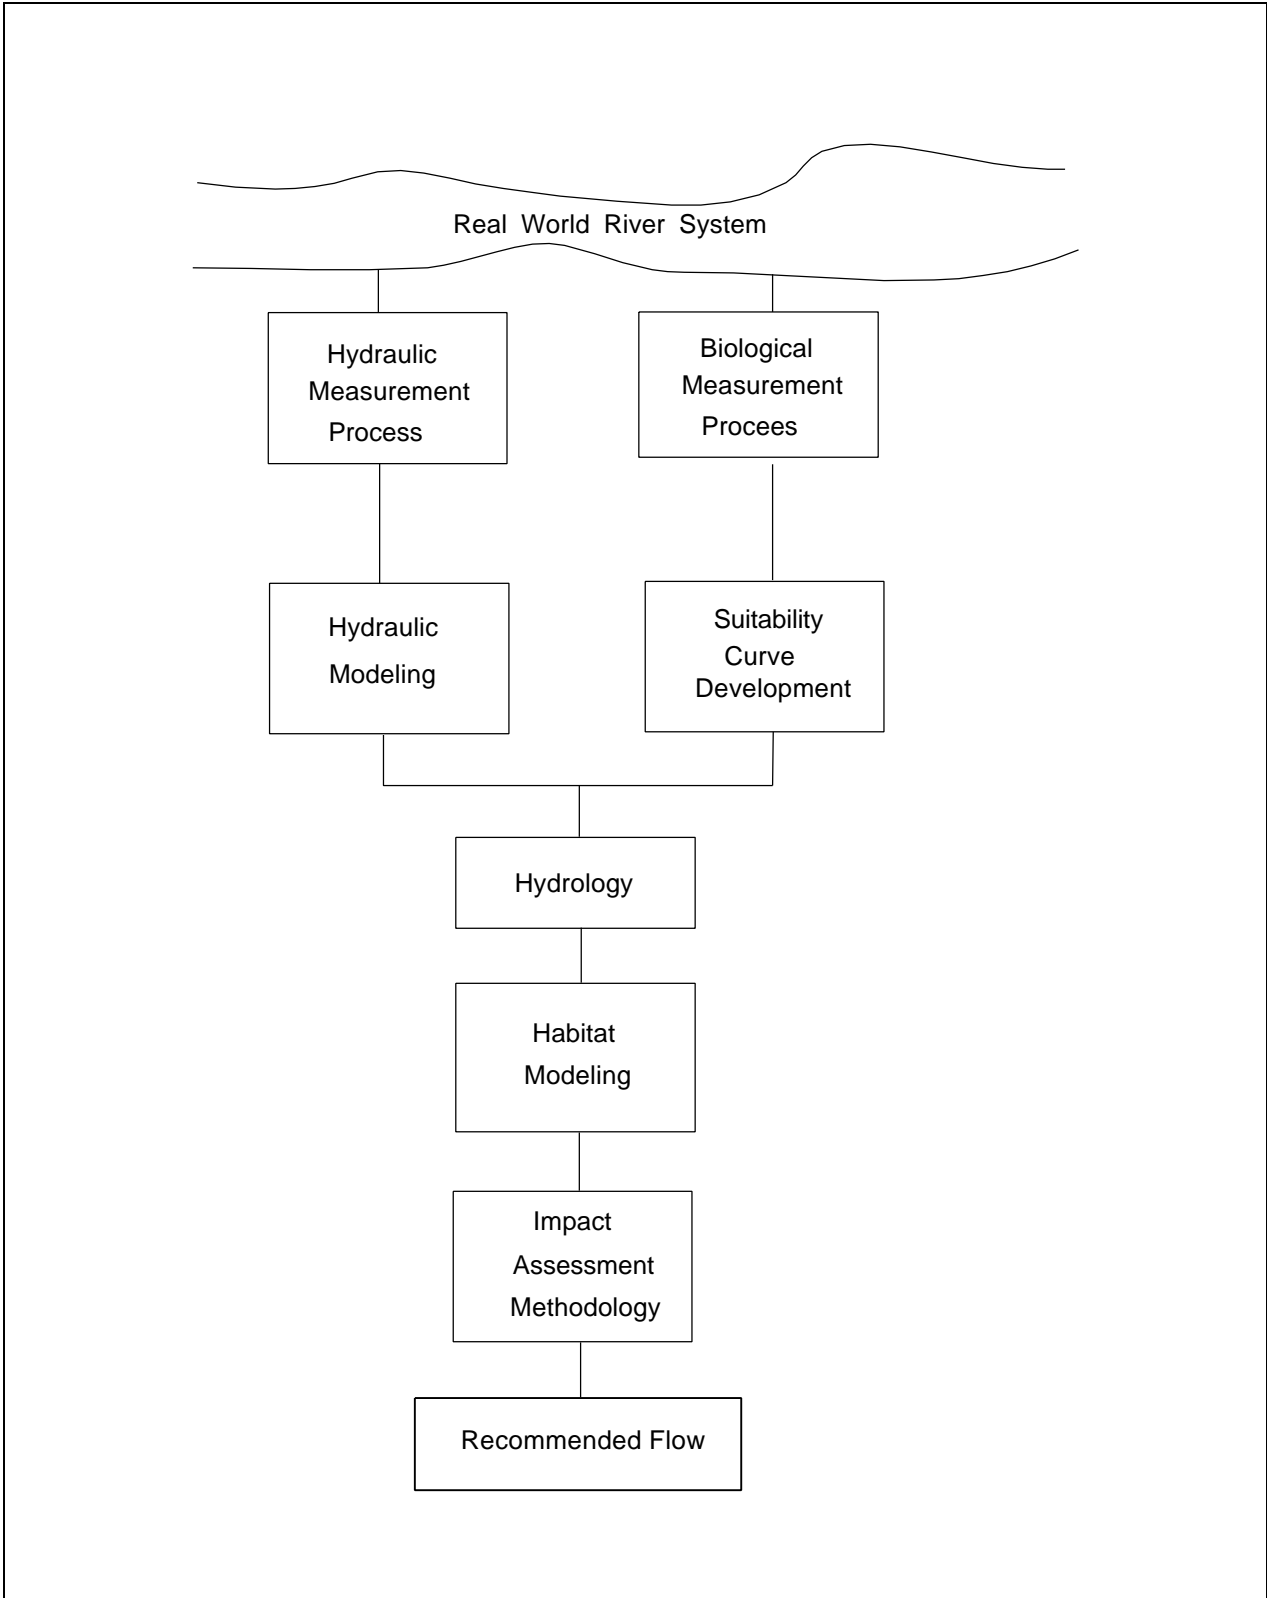 Real World River System
Hydraulic
Measurement
Process
Biological
Measurement
Procees
Hydraulic
Modeling
Suitability
Curve
Development
Hydrology
Habitat
Modeling
Impact
Assessment
Methodology
Recommended Flow